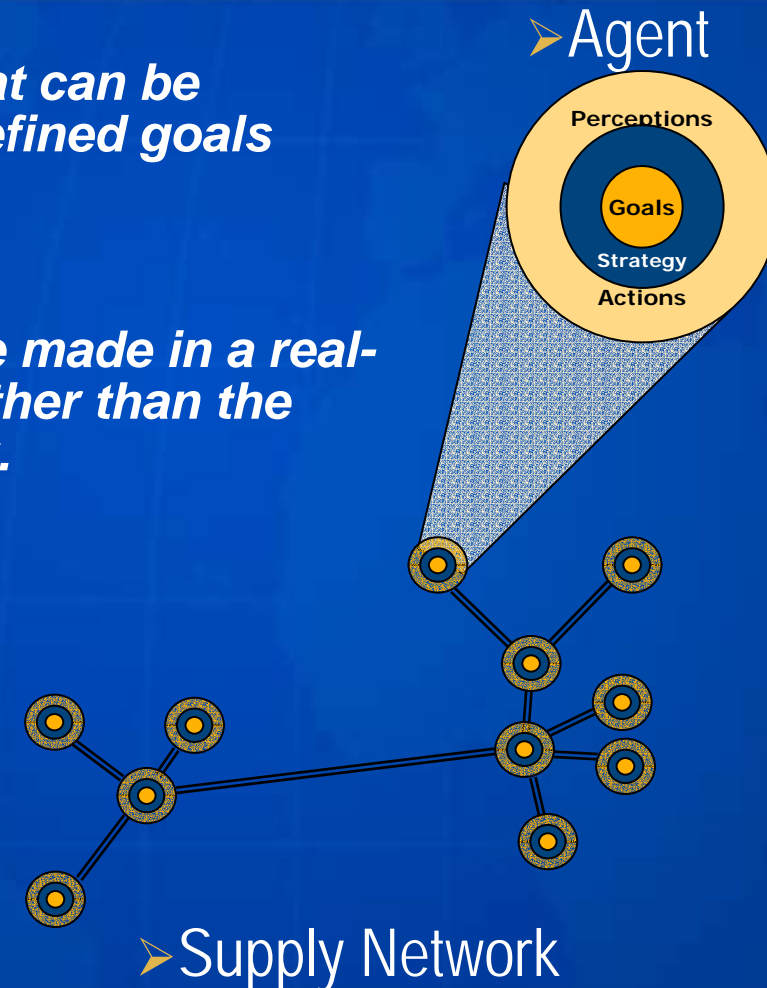 ➢Agent
at can be
efined goals
Perceptions
Goals
Strategy
Actions
e made in a real-
ther than the
.
➢Supply Network